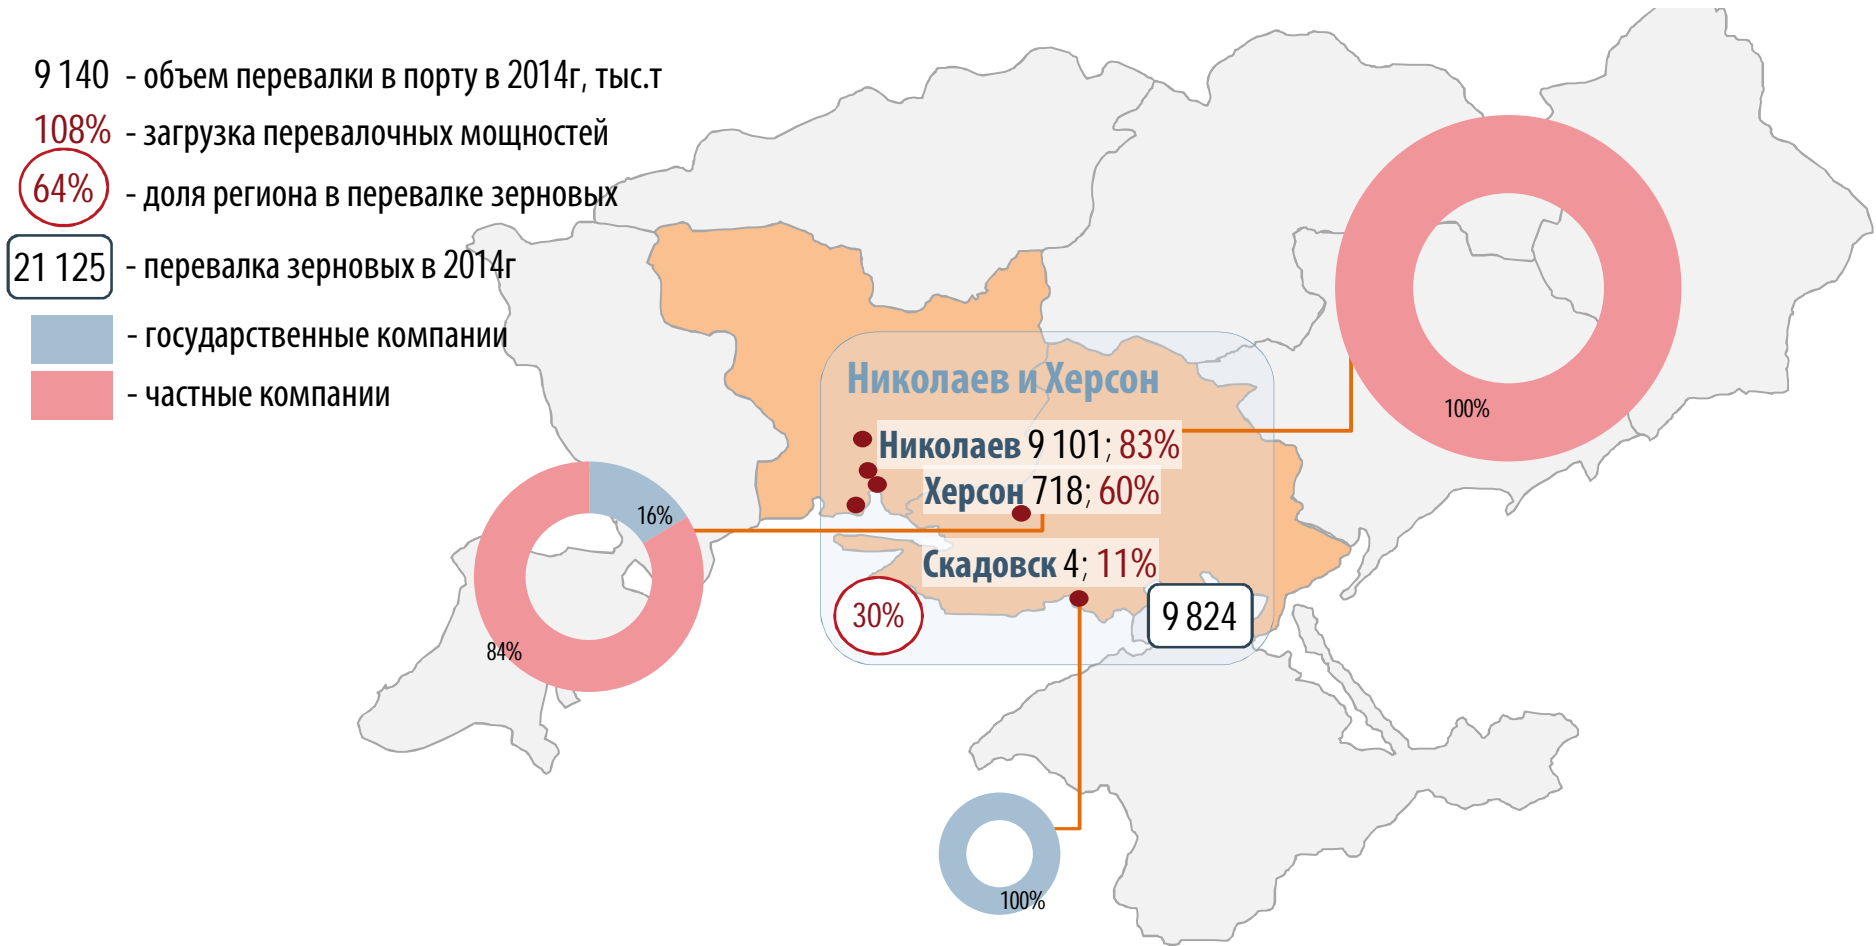 9 140 - объем перевалки в порту в 2014г, тыс.т
108% - загрузка перевалочных мощностей
64% - доля региона в перевалке зерновых
21 125 - перевалка зерновых в 2014г
- государственные компании
- частные компании
Николаев и Херсон
Николаев 9 101; 83%
Херсон 718; 60%
Скадовск 4; 11%
30%
9 824
100%
16%
84%
100%